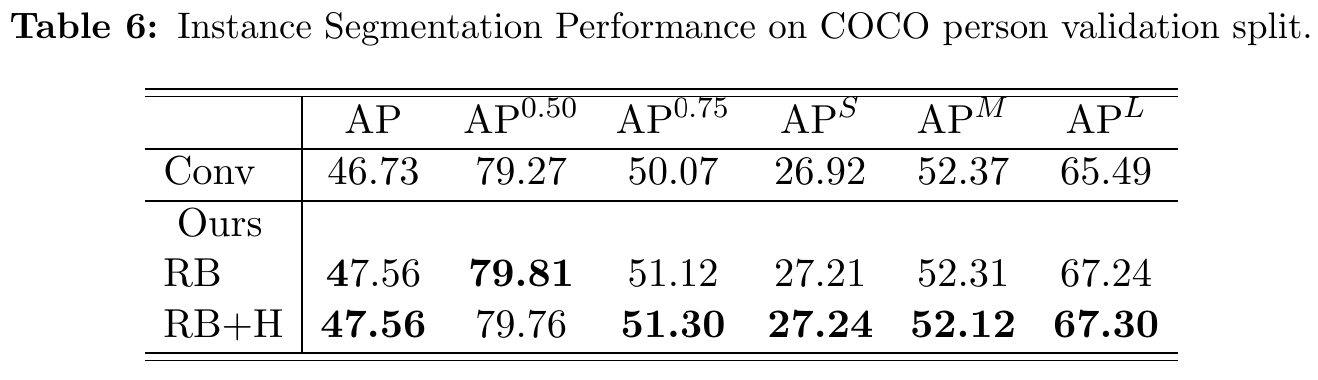 Table 6: Instance Segmentation Performance on COCO person validation split.
AP AP^0.50 AP^0.75 AP^S AP^M AP^L
Conv 46.73 79.27 50.07 26.92 52.37 65.49
Ours
RB 47.56 79.81 51.12 27.21 52.31 67.24
RB+H 47.56 79.76 51.30 27.24 52.12 67.30